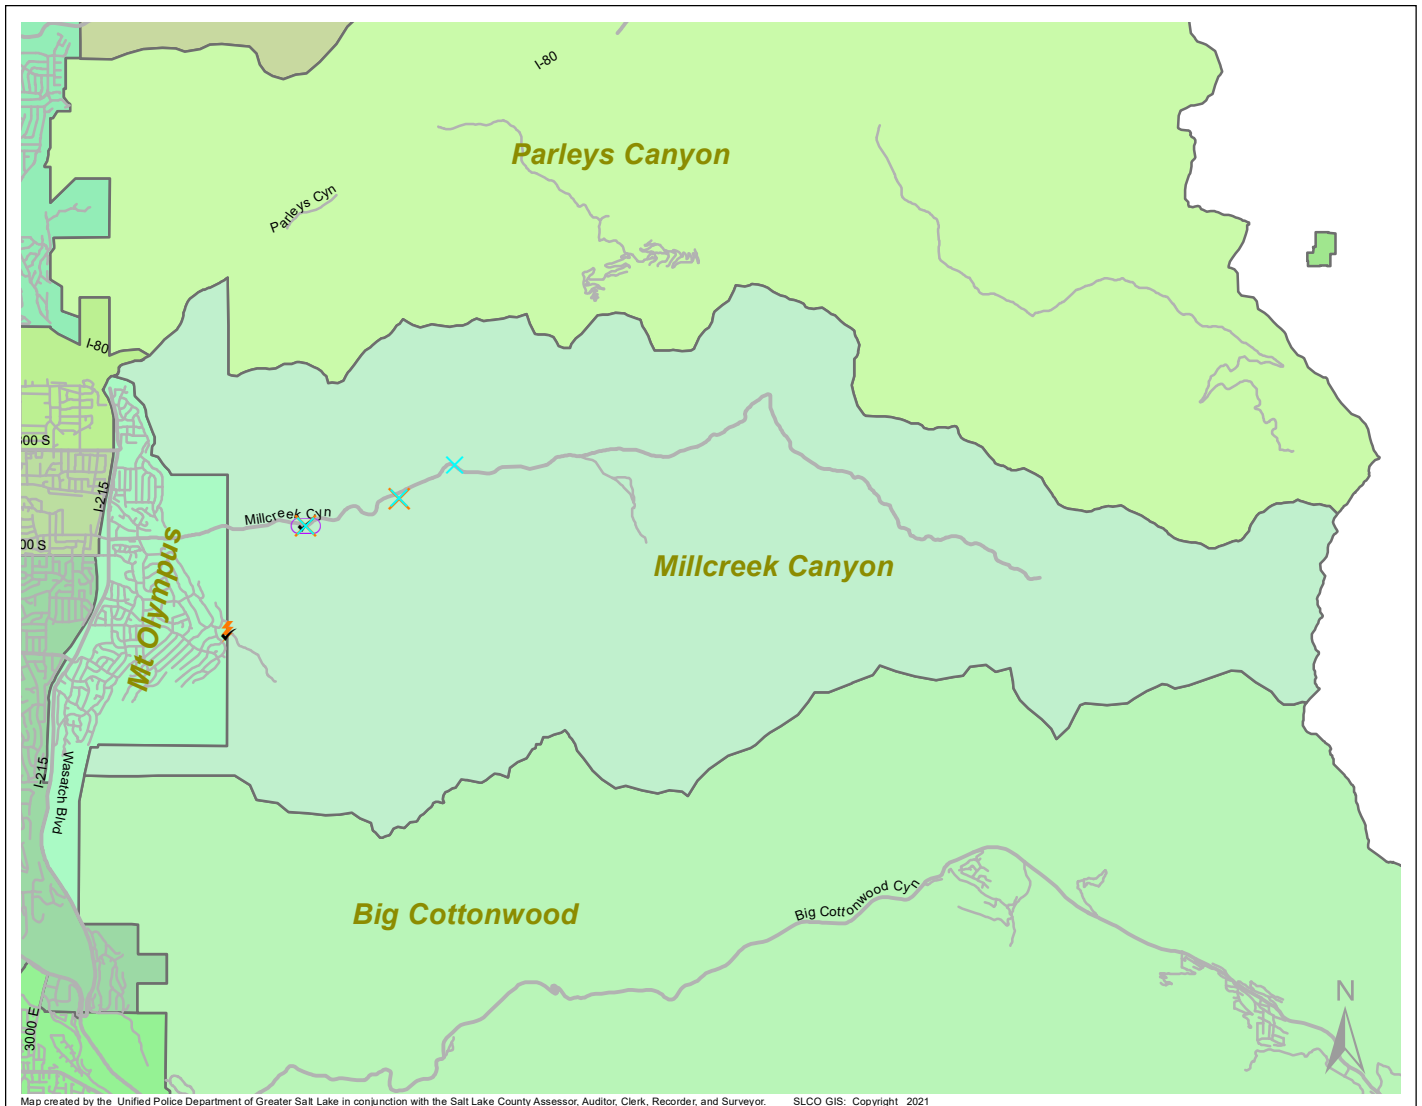 I-80
Parleys Canyon
Parleys Cyn
I-80
00 S
I-215
Millcreek Cyn
00 S
Mt Olympus
Millcreek Canyon
I-215
Wasatch Blvd
Big Cottonwood
Big Cottonwood Cyn
N
3000 E
Map created by the Unified Police Department of Greater Salt Lake in conjunction with the Salt Lake County Assessor, Auditor, Clerk, Recorder, and Surveyor. SLCO GIS: Copyright 2021